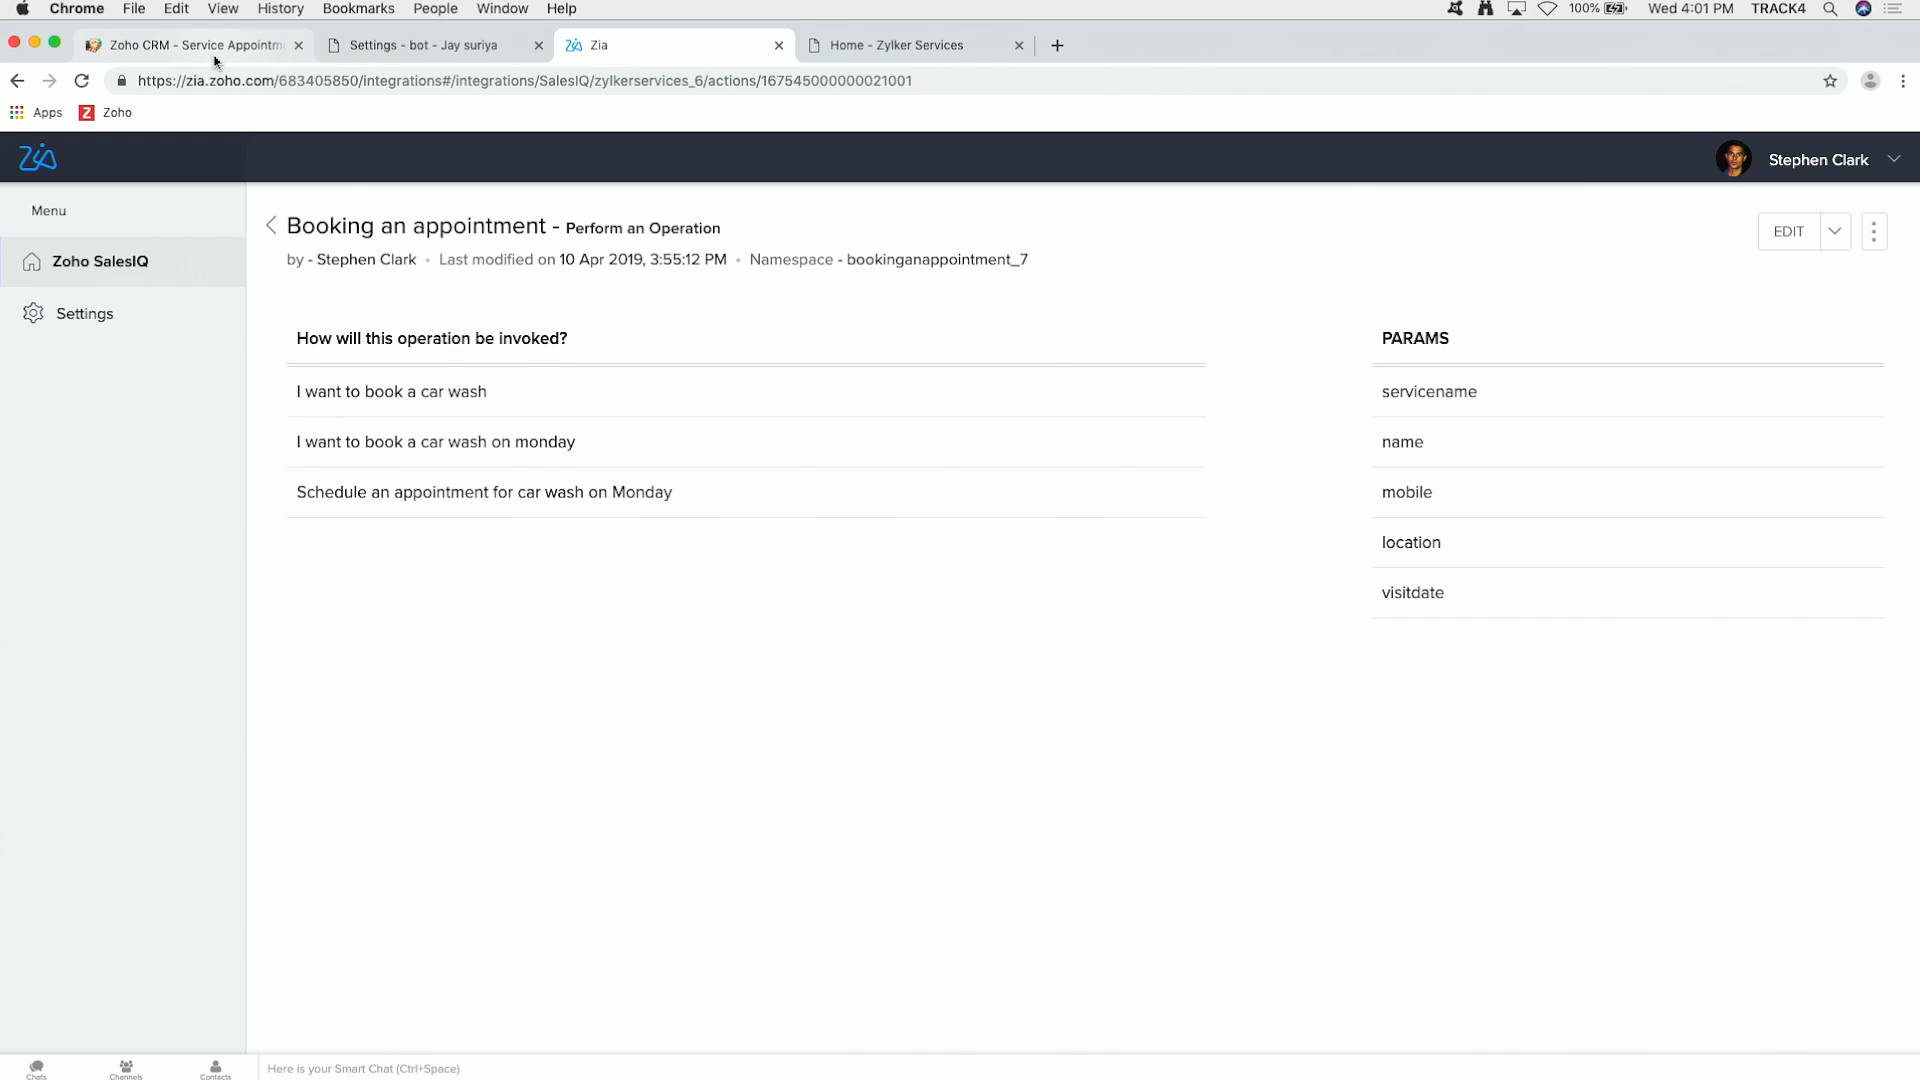 Chrome File Edit View History Bookmarks People Window Help 100% Wed 4:01 PM TRACK4
Zoho CRM - Service Appointme Settings - bot - Jay suriya Zia Home - Zylker Services
https://zia.zoho.com/683405850/integrations#/integrations/SalesIQ/zylkerservices_6/actions/167545000000021001
Apps Z Zoho
Zia Stephen Clark
Menu
Zoho SalesIQ
Settings
Booking an appointment - Perform an Operation
EDIT
by - Stephen Clark • Last modified on 10 Apr 2019, 3:55:12 PM • Namespace - bookinganappointment_7
How will this operation be invoked?
I want to book a car wash
I want to book a car wash on monday
Schedule an appointment for car wash on Monday
PARAMS
servicename
name
mobile
location
visitdate
Chats Channels Contacts Here is your Smart Chat (Ctrl+Space)